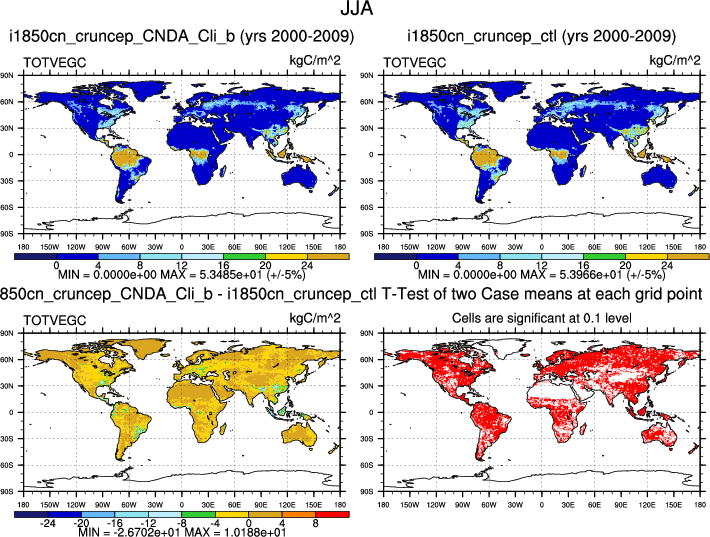 JJA
i1850cn_cruncep_CNDA_Cli_b (yrs 2000-2009)
TOTVEGC kgC/m^2
90N
60N
30N
0
30S
60S
90S
180 150W 120W 90W 60W 30W 0 30E 60E 90E 120E 150E 180
0 4 8 12 16 20 24
MIN = 0.0000e+00 MAX = 5.3485e+01 (+/-5%)
i1850cn_cruncep_ctl (yrs 2000-2009)
TOTVEGC kgC/m^2
90N
60N
30N
0
30S
60S
90S
180 150W 120W 90W 60W 30W 0 30E 60E 90E 120E 150E 180
0 4 8 12 16 20 24
MIN = 0.0000e+00 MAX = 5.3966e+01 (+/-5%)
850cn_cruncep_CNDA_Cli_b - i1850cn_cruncep_ctl
TOTVEGC kgC/m^2
90N
60N
30N
0
30S
60S
90S
180 150W 120W 90W 60W 30W 0 30E 60E 90E 120E 150E 180
-24 -20 -16 -12 -8 -4 0 4 8
MIN = -2.6702e+01 MAX = 1.0188e+01
T-Test of two Case means at each grid point
Cells are significant at 0.1 level
90N
60N
30N
0
30S
60S
90S
180 150W 120W 90W 60W 30W 0 30E 60E 90E 120E 150E 180